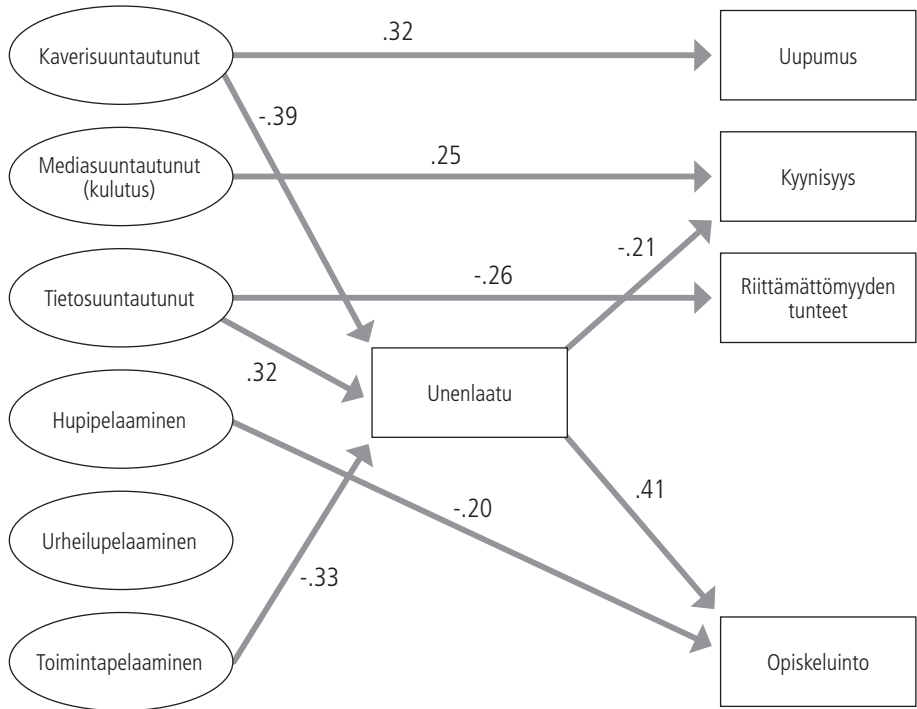 Kaverisuuntautunut
.32
Uupumus
-.39
Mediasuuntautunut
(kulutus)
.25
Kyynisyys
-.21
Tietosuuntautunut
-.26
Riittämättömyyden
tunteet
.32
Unenlaatu
Hupipelaaminen
-.20
.41
Urheilupelaaminen
-.33
Toimintapelaaminen
Opiskeluinto